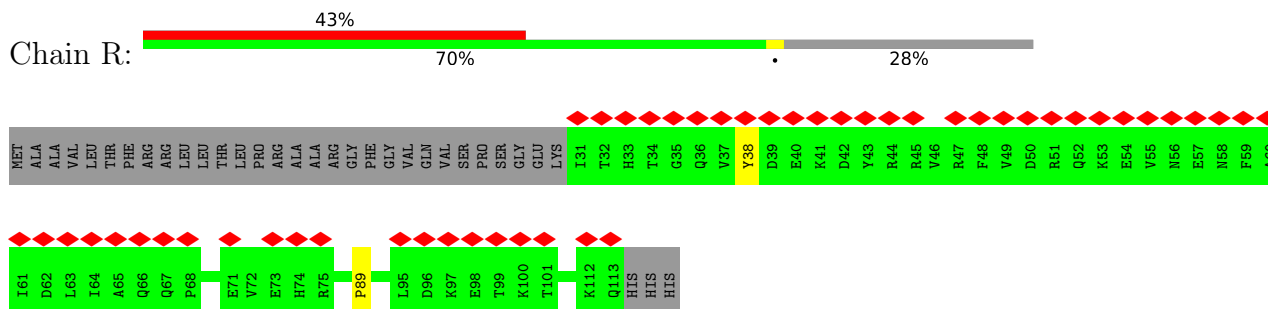 43%
Chain R:
70%
28%
MET ALA ALA VAL LEU THR PHE ARG ARG LEU LEU THR LEU PRO ARG ALA ALA ARG GLY PHE GLY VAL GLN VAL SER PRO SER GLY GLU LYS I31 T32 H33 T34 G35 Q36 V37 Y38 D39 E40 K41 D42 Y43 R44 R45 V46 R47 F48 V49 D50 R51 Q52 K53 E54 V55 N56 E57 N58 F59 A60
I61 D62 L63 I64 A65 Q66 Q67 P68 E71 V72 E73 H74 R75 P89 L95 D96 K97 E98 T99 K100 T101 K112 Q113 HIS HIS HIS